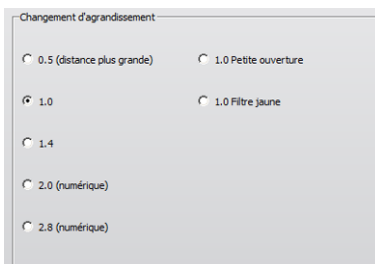 Changement d'agrandissement
0.5 (distance plus grande)
1.0 Petite ouverture
1.0
1.0 Filtre jaune
1.4
2.0 (numérique)
2.8 (numérique)